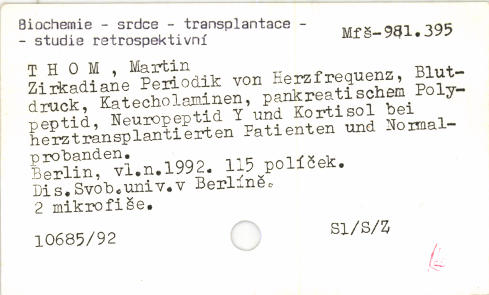 Biochemie - srdce - transplantace -
- studie retrospektivní
Mfš-981.395
T H O M , Martin
Zirkadiane Periodik von Herzfrequenz, Blut-
druck, Katecholaminen, pankreatischem Poly-
peptid, Neuropeptid Y und Kortisol bei
herztransplantierten Patienten und Normal-
probanden.
Berlin, vl.n.1992. 115 políček.
Dis.Svob.univ.v Berlíně.
2 mikrofiše.
10685/92
Sl/S/Z